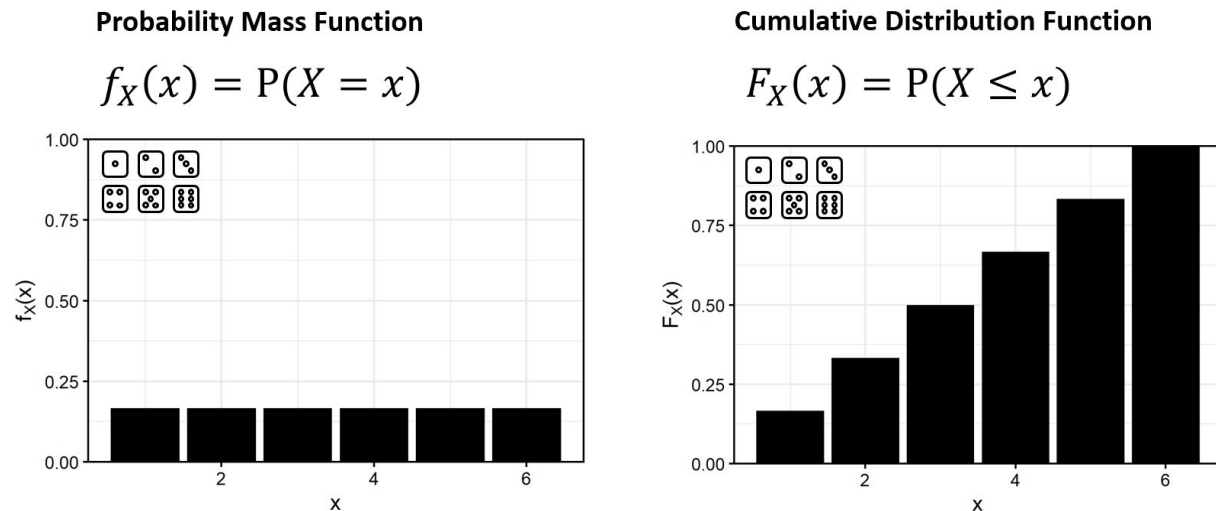 Probability Mass Function
f_X(x) = P(X = x)
1.00
0.75
0.50
0.25
0.00
f_X(x)
2 4 6
x
Cumulative Distribution Function
F_X(x) = P(X ≤ x)
1.00
0.75
0.50
0.25
0.00
F_X(x)
2 4 6
x